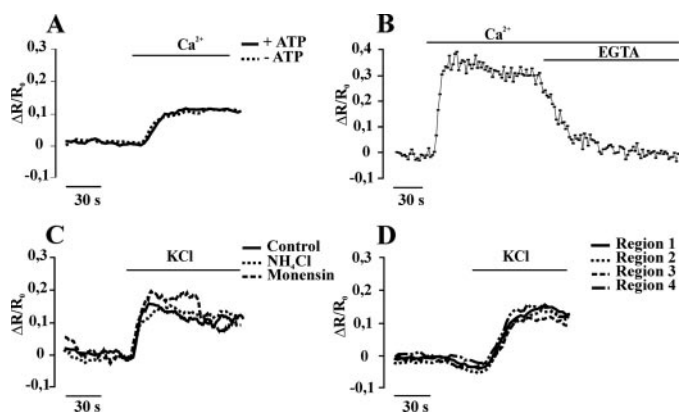 A
Ca²⁺
+ ATP
- ATP
ΔR/R₀
0,3
0,2
0,1
0
-0,1
30 s
B
Ca²⁺
EGTA
ΔR/R₀
0,4
0,3
0,2
0,1
0
-0,1
30 s
C
KCl
Control
NH₄Cl
Monensin
ΔR/R₀
0,3
0,2
0,1
0
-0,1
30 s
D
KCl
Region 1
Region 2
Region 3
Region 4
ΔR/R₀
0,3
0,2
0,1
0
-0,1
30 s